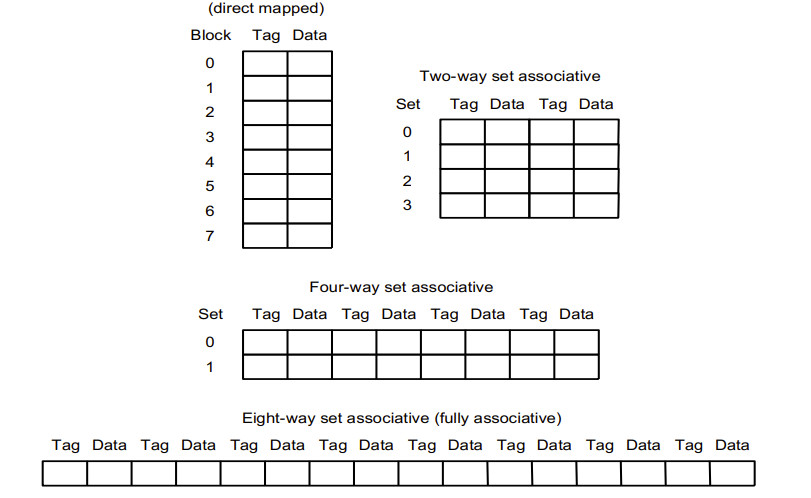 (direct mapped)
Block Tag Data
0
1
2
3
4
5
6
7
Two-way set associative
Set Tag Data Tag Data
0
1
2
3
Four-way set associative
Set Tag Data Tag Data Tag Data Tag Data
0
1
Eight-way set associative (fully associative)
Tag Data Tag Data Tag Data Tag Data Tag Data Tag Data Tag Data Tag Data